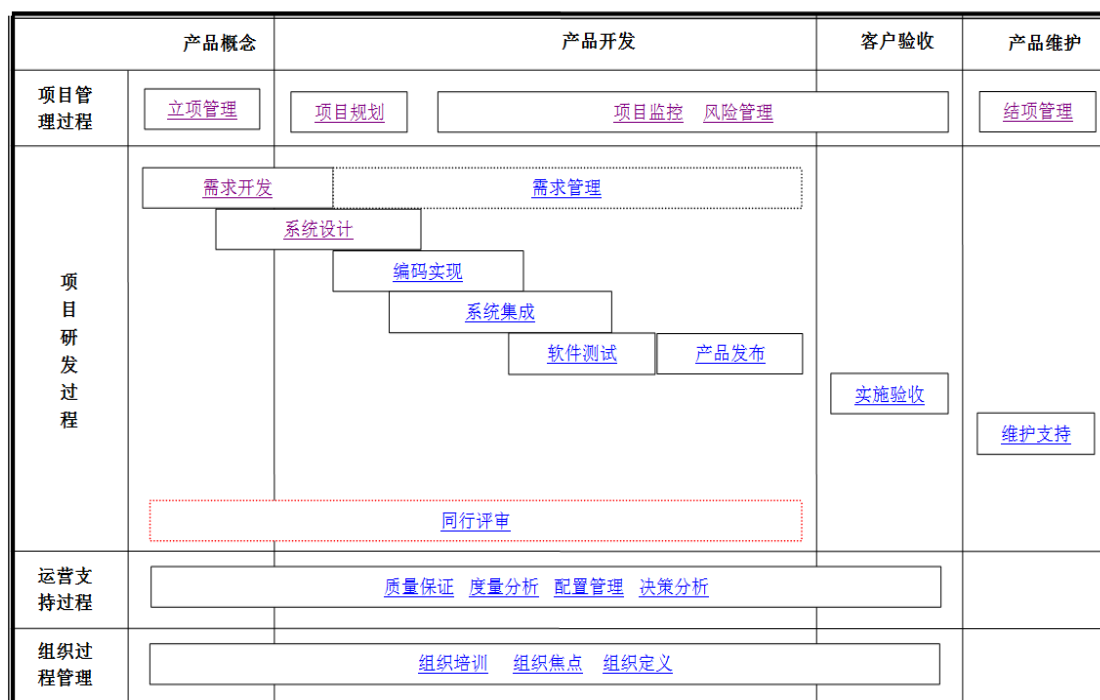 产品概念 产品开发 客户验收 产品维护
项目管
理过程
立项管理 项目规划 项目监控 风险管理 结项管理
需求开发 需求管理
系统设计
编码实现
系统集成
软件测试 产品发布
实施验收
维护支持
项
目
研
发
过
程
同行评审
运营支
持过程
质量保证 度量分析 配置管理 决策分析
组织过
程管理
组织培训 组织焦点 组织定义